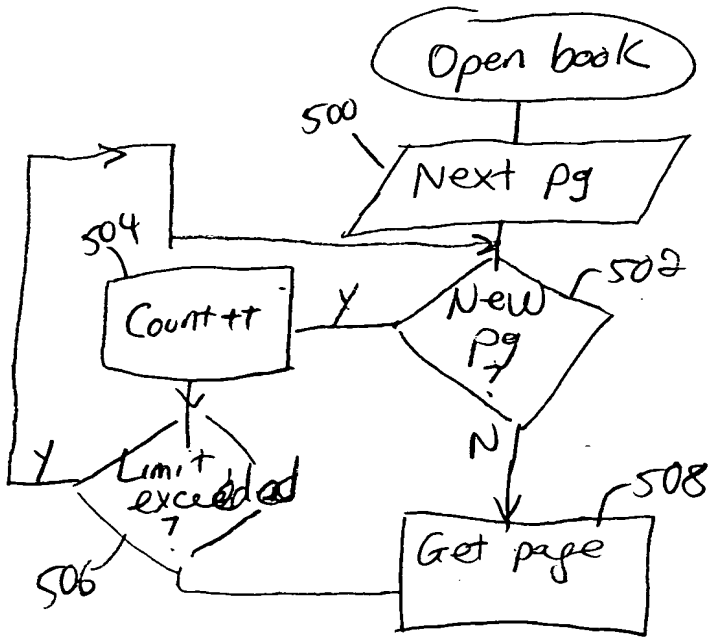 Open book
500
Next pg
504
502
Count++
Y
New
pg
?
N
Y
Limit
exceeded
?
508
Get page
506